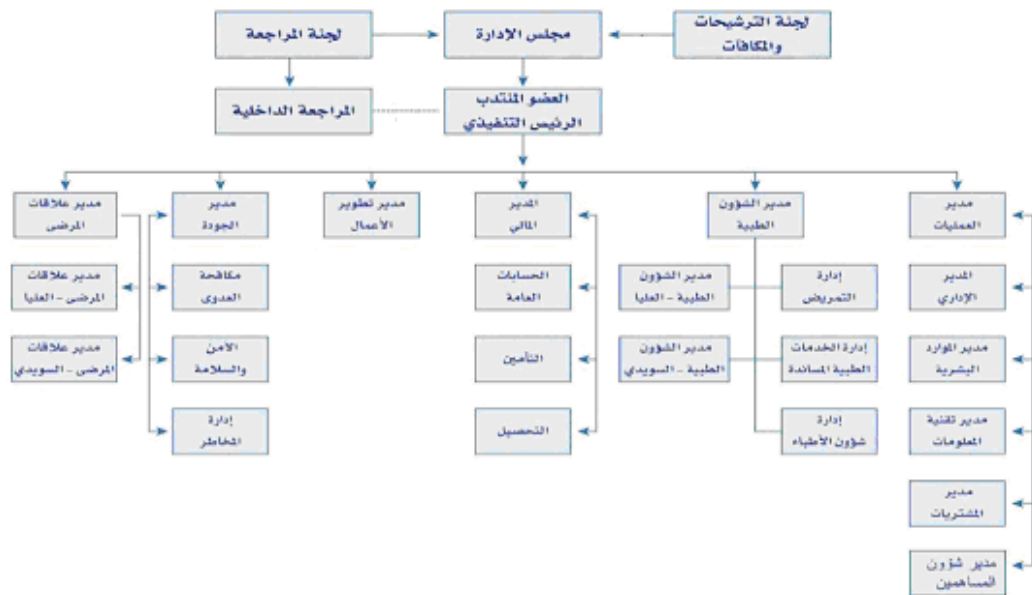 لجنة الترشيحات
والمكافآت
مجلس الإدارة
لجنة المراجعة
العضو المنتدب
الرئيس التنفيذي
المراجعة الداخلية
مدير
العمليات
مدير الشؤون
الطبية
المدير
المالي
مدير تطوير
الأعمال
مدير
الجودة
مدير علاقات
المرضى
المدير
الإداري
إدارة
التمريض
مدير الشؤون
الطبية - العليا
الحسابات
العامة
مكافحة
العدوى
مدير علاقات
المرضى - العليا
مدير الموارد
البشرية
إدارة الخدمات
الطبية المساندة
مدير الشؤون
الطبية - السويدي
التأمين
الأمن
والسلامة
مدير علاقات
المرضى - السويدي
مدير تقنية
المعلومات
إدارة
شؤون الأطباء
التحصيل
إدارة
المخاطر
مدير
المشتريات
مدير شؤون
المساهمين